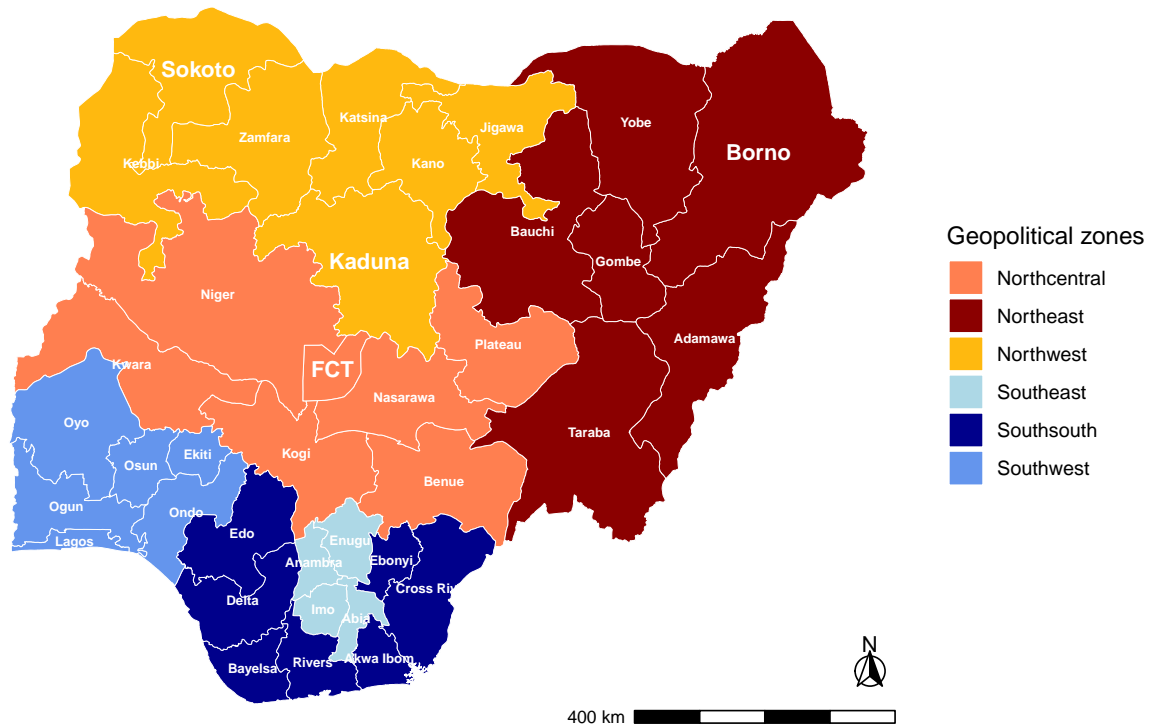 Sokoto
Katsina
Zamfara
Jigawa
Yobe
Kebbi
Kano
Borno
Bauchi
Kaduna
Gombe
Niger
Adamawa
Plateau
Kwara
FCT
Nasarawa
Oyo
Taraba
Osun
Ekiti
Kogi
Benue
Ogun
Ondo
Edo
Lagos
Enugu
Anambra
Ebonyi
Cross Riv
Delta
Imo
Abia
Bayelsa
Rivers
Akwa Ibom
Geopolitical zones
Northcentral
Northeast
Northwest
Southeast
Southsouth
Southwest
N
400 km